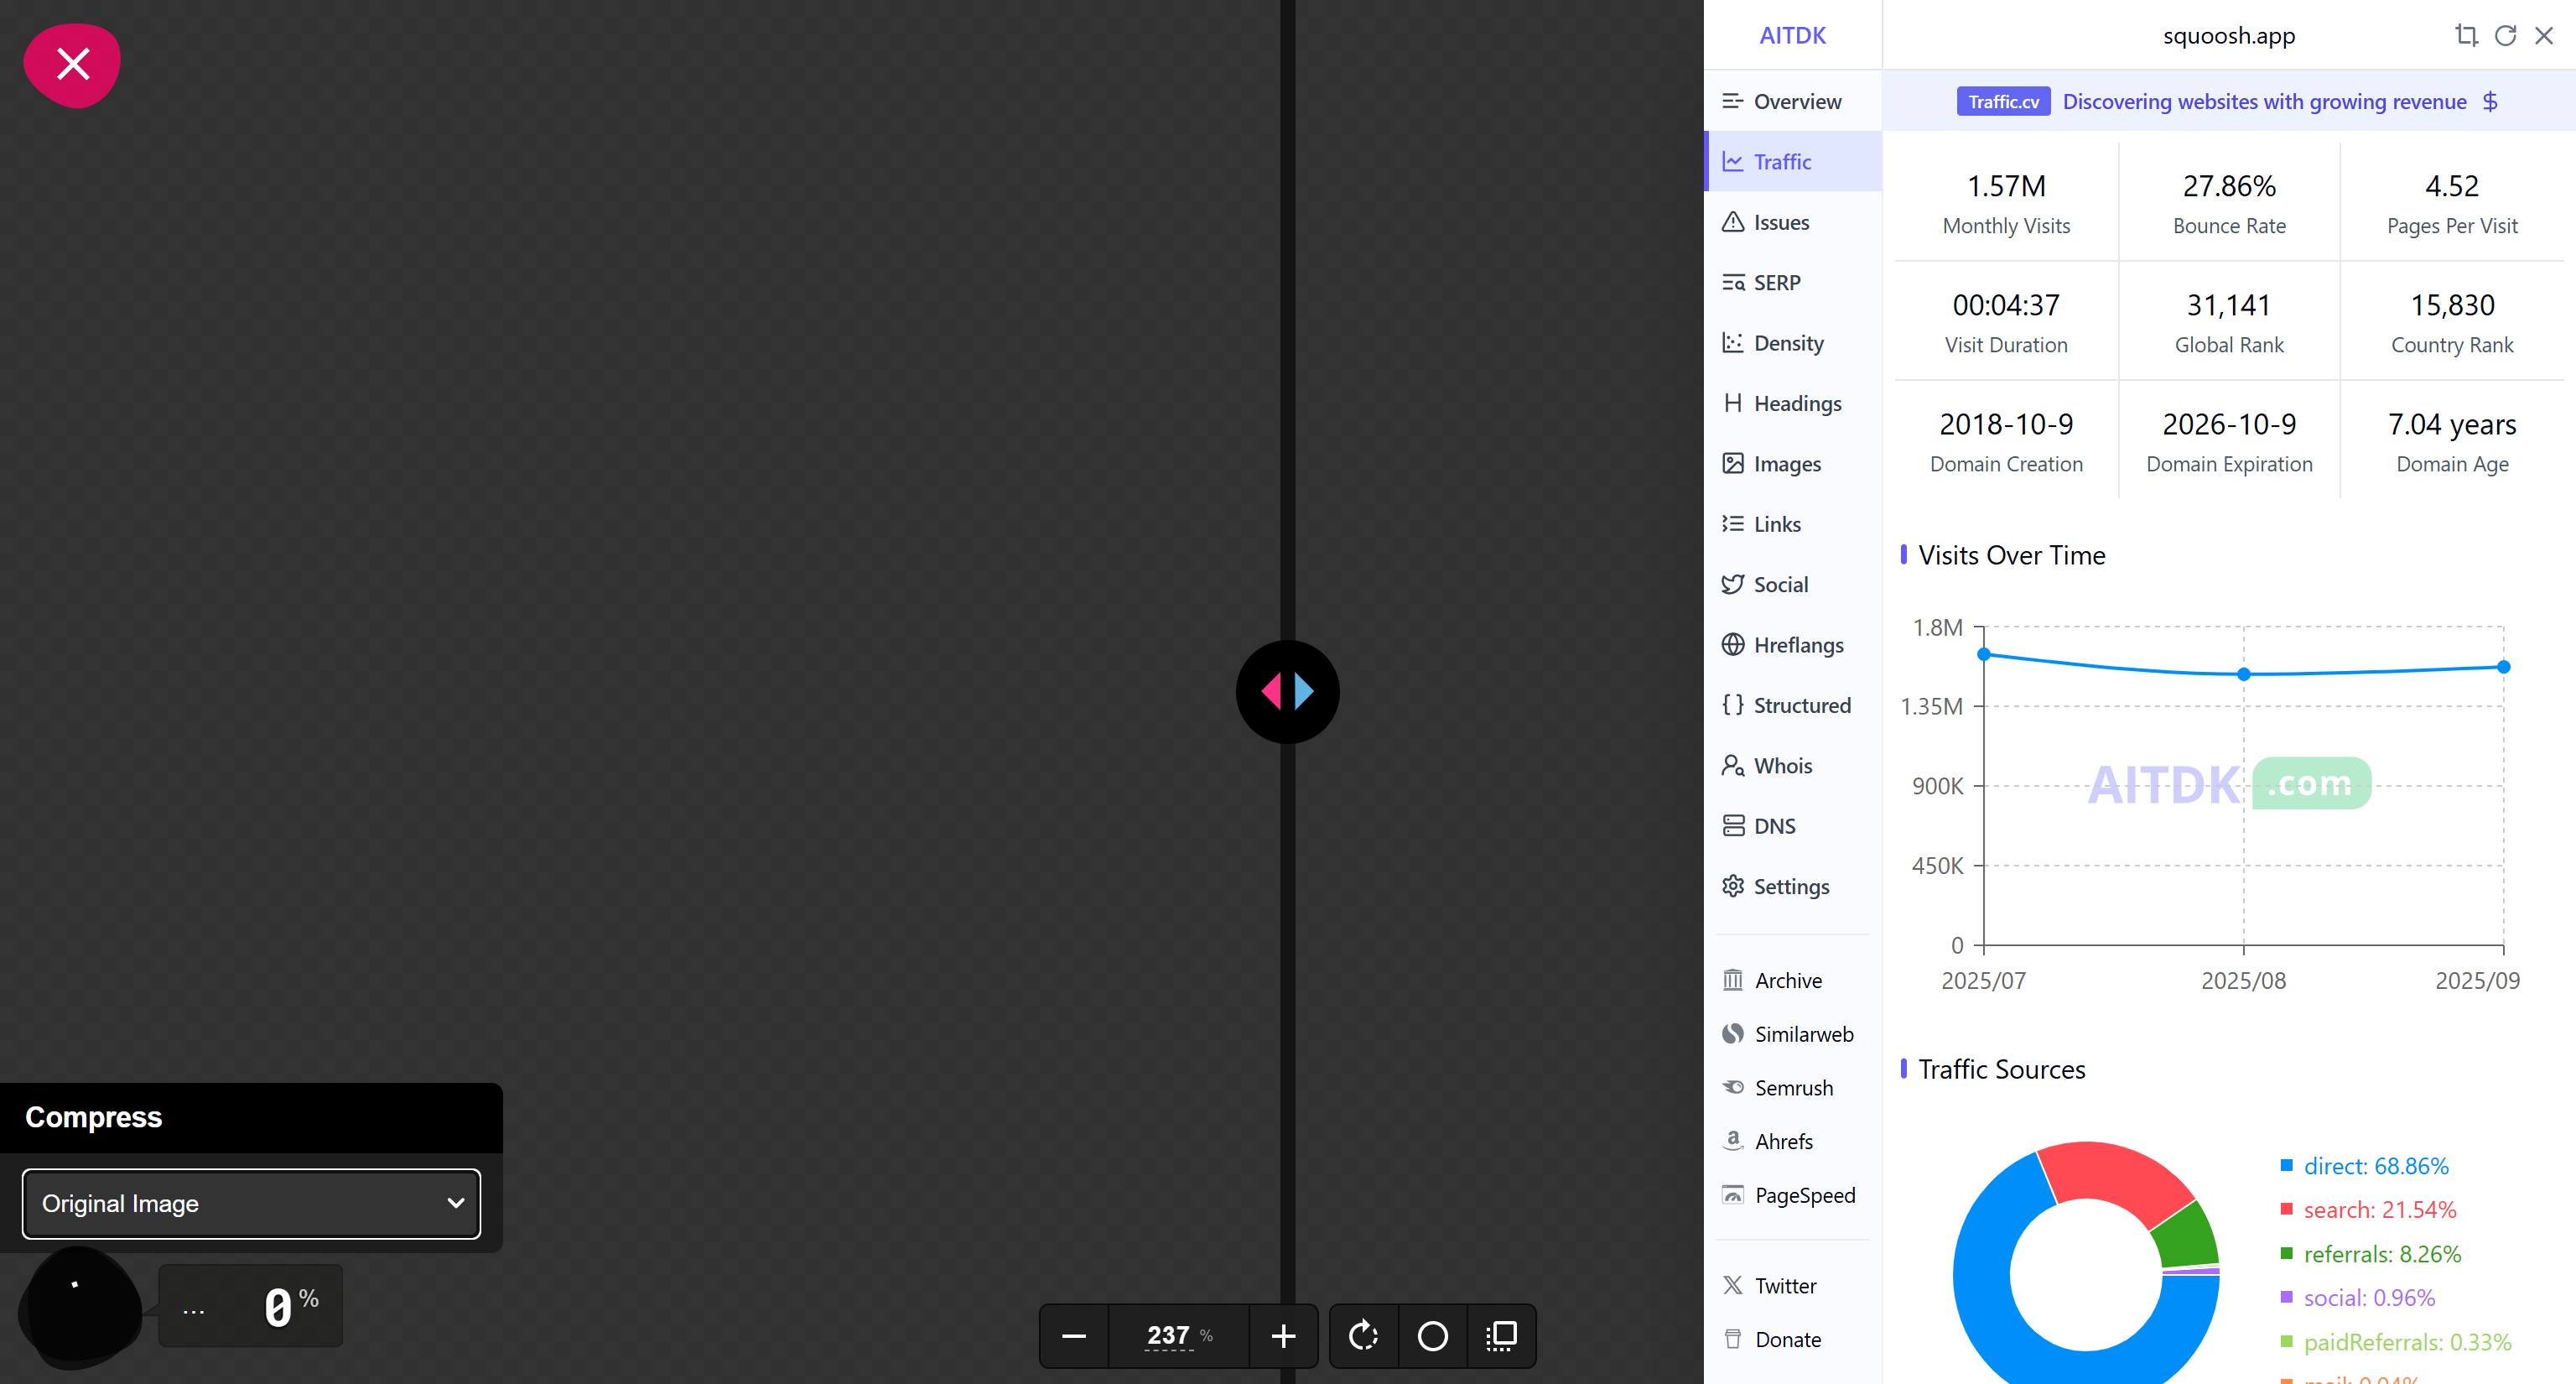 Compress
Original Image
... 0 %
237 %
AITDK
squoosh.app
Overview
Traffic
Issues
SERP
Density
Headings
Images
Links
Social
Hreflangs
Structured
Whois
DNS
Settings
Archive
Similarweb
Semrush
Ahrefs
PageSpeed
Twitter
Donate
Traffic.cv Discovering websites with growing revenue
1.57M
Monthly Visits
27.86%
Bounce Rate
4.52
Pages Per Visit
00:04:37
Visit Duration
31,141
Global Rank
15,830
Country Rank
2018-10-9
Domain Creation
2026-10-9
Domain Expiration
7.04 years
Domain Age
Visits Over Time
1.8M
1.35M
900K
450K
0
2025/07
2025/08
2025/09
AITDK .com
Traffic Sources
direct: 68.86%
search: 21.54%
referrals: 8.26%
social: 0.96%
paidReferrals: 0.33%